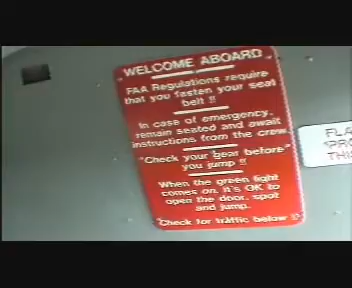 WELCOME ABOARD
FAA Regulations require
that you fasten your seat
belt !!
In case of emergency,
remain seated and await
instructions from the crew.
"Check your gear before"
you jump !!
When the green light
comes on, it's OK to
open the door, spot
and jump.
Check for traffic below !!
FLA
THI